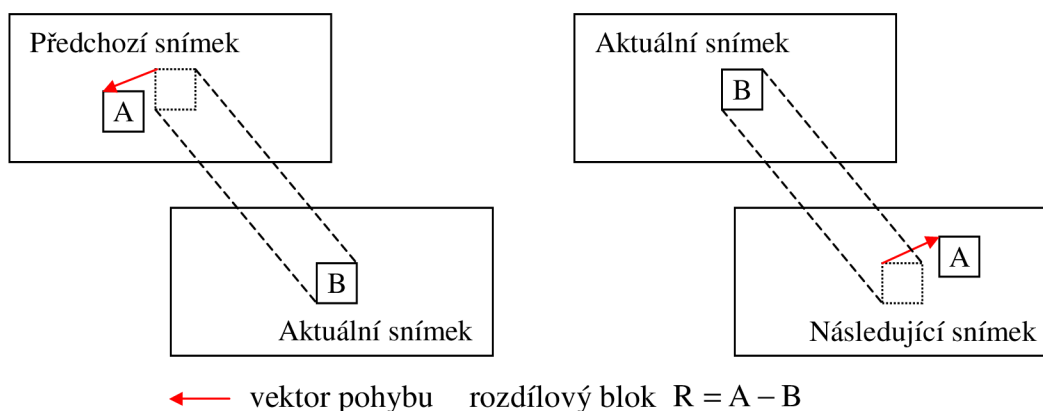 Předchozí snímek
A
B
Aktuální snímek
Aktuální snímek
B
A
Následující snímek
vektor pohybu rozdílový blok R = A − B